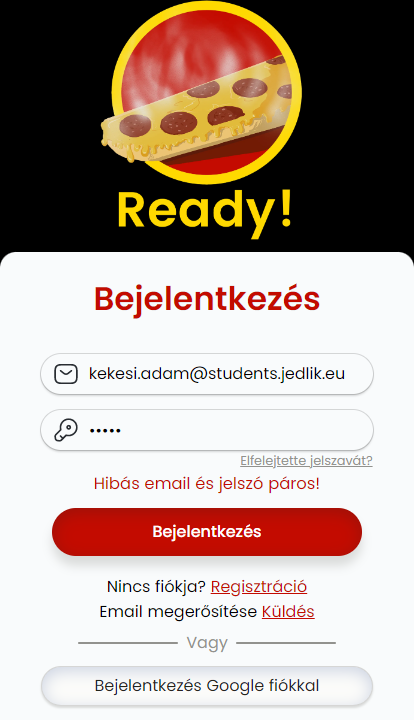 Ready!
Bejelentkezés
kekesi.adam@students.jedlik.eu
•••••
Elfelejtette jelszavát?
Hibás email és jelszó páros!
Bejelentkezés
Nincs fiókja? Regisztráció
Email megerősítése Küldés
Vagy
Bejelentkezés Google fiókkal